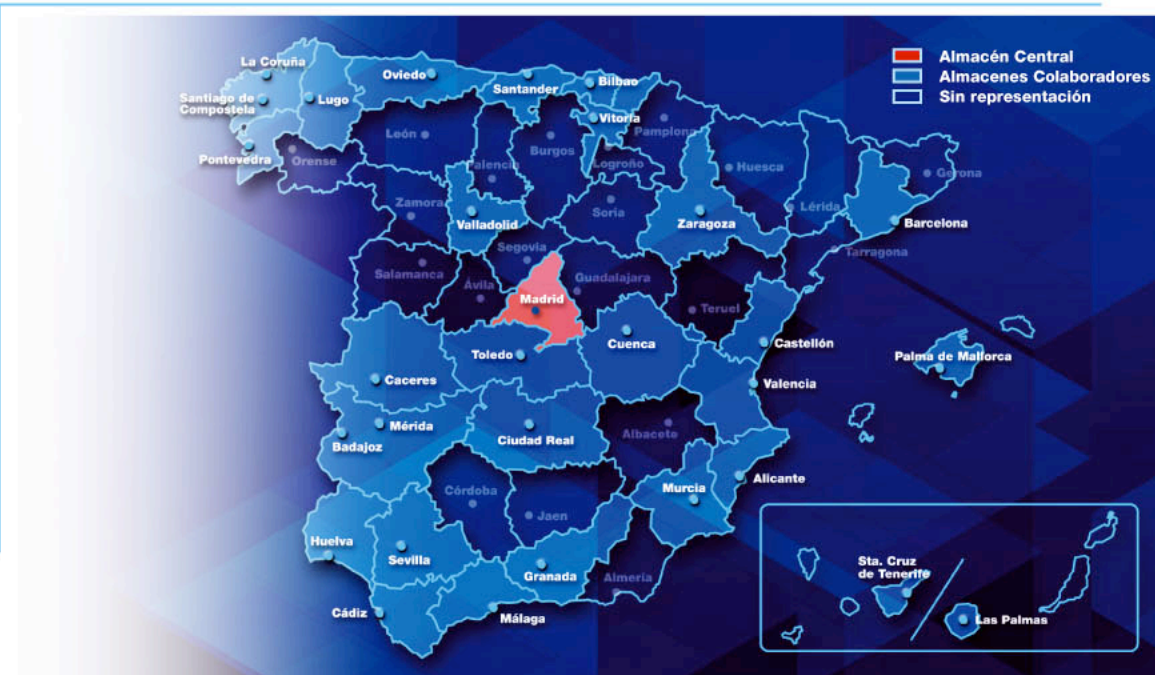 Almacén Central
Almacenes Colaboradores
Sin representación
La Coruña
Oviedo
Santander
Bilbao
Santiago de
Compostela
Lugo
Vitoría
Pamplona
León
Burgos
Logroño
Pontevedra
Orense
Palencia
Huesca
Gerona
Zamora
Valladolid
Soria
Zaragoza
Lérida
Barcelona
Segovia
Tarragona
Salamanca
Ávila
Guadalajara
Madrid
Teruel
Toledo
Cuenca
Castellón
Palma de Mallorca
Caceres
Valencia
Mérida
Badajoz
Ciudad Real
Albacete
Murcia
Alicante
Córdoba
Jaen
Huelva
Sevilla
Granada
Almeria
Cádiz
Málaga
Sta. Cruz
de Tenerife
Las Palmas